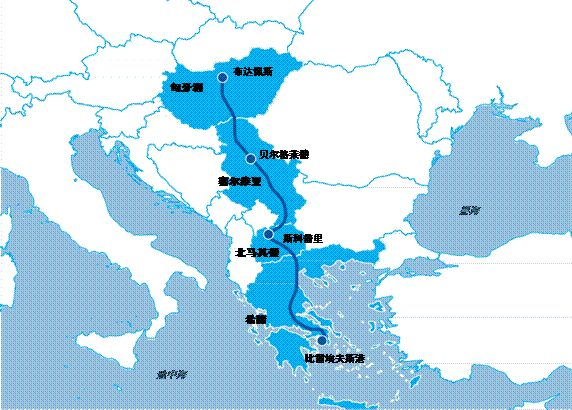 布达佩斯
匈牙利
贝尔格莱德
塞尔维亚
黑海
斯科普里
北马其顿
希腊
比雷埃夫斯港
地中海